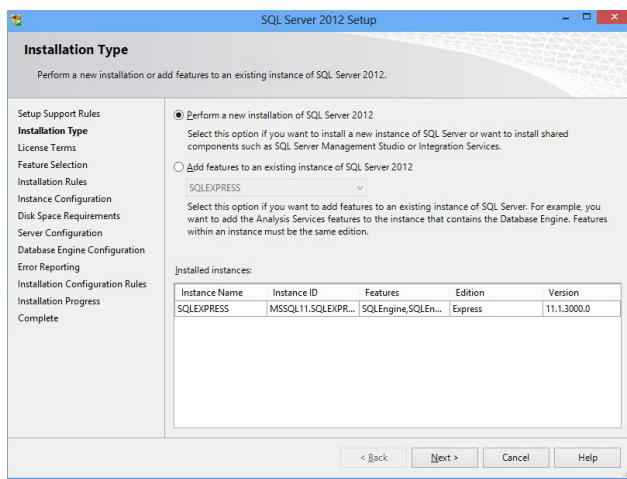 SQL Server 2012 Setup
Installation Type
Perform a new installation or add features to an existing instance of SQL Server 2012.
Setup Support Rules
Installation Type
License Terms
Feature Selection
Installation Rules
Instance Configuration
Disk Space Requirements
Server Configuration
Database Engine Configuration
Error Reporting
Installation Configuration Rules
Installation Progress
Complete
Perform a new installation of SQL Server 2012
Select this option if you want to install a new instance of SQL Server or want to install shared
components such as SQL Server Management Studio or Integration Services.
Add features to an existing instance of SQL Server 2012
SQLEXPRESS
Select this option if you want to add features to an existing instance of SQL Server. For example, you
want to add the Analysis Services features to the instance that contains the Database Engine. Features
within an instance must be the same edition.
Installed instances:
Instance Name Instance ID Features Edition Version
SQLEXPRESS MSSQL11.SQLEXPR... SQLEngine,SQLEn... Express 11.1.3000.0
< Back Next > Cancel Help